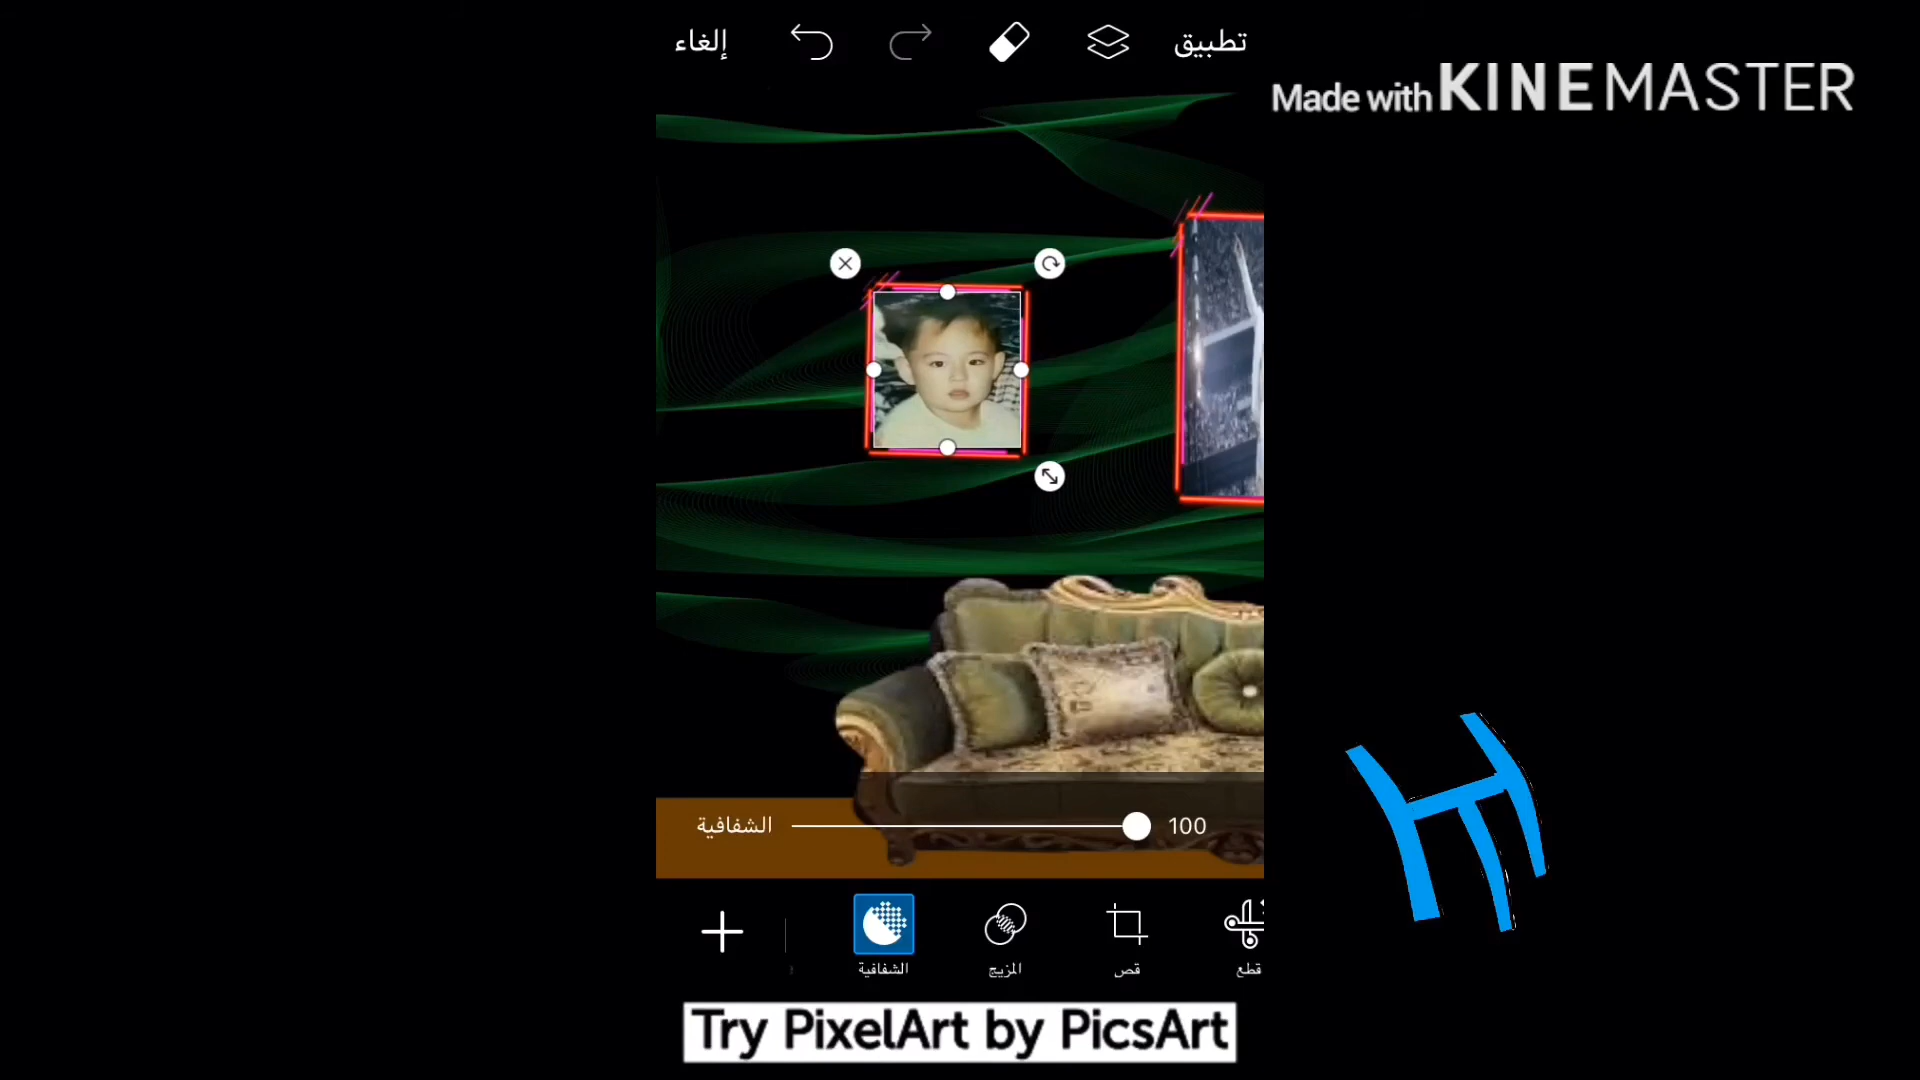 إلغاء
تطبيق
Made with KINEMASTER
الشفافية 100
الشفافية
المزيج
قص
قطع
Try PixelArt by PicsArt